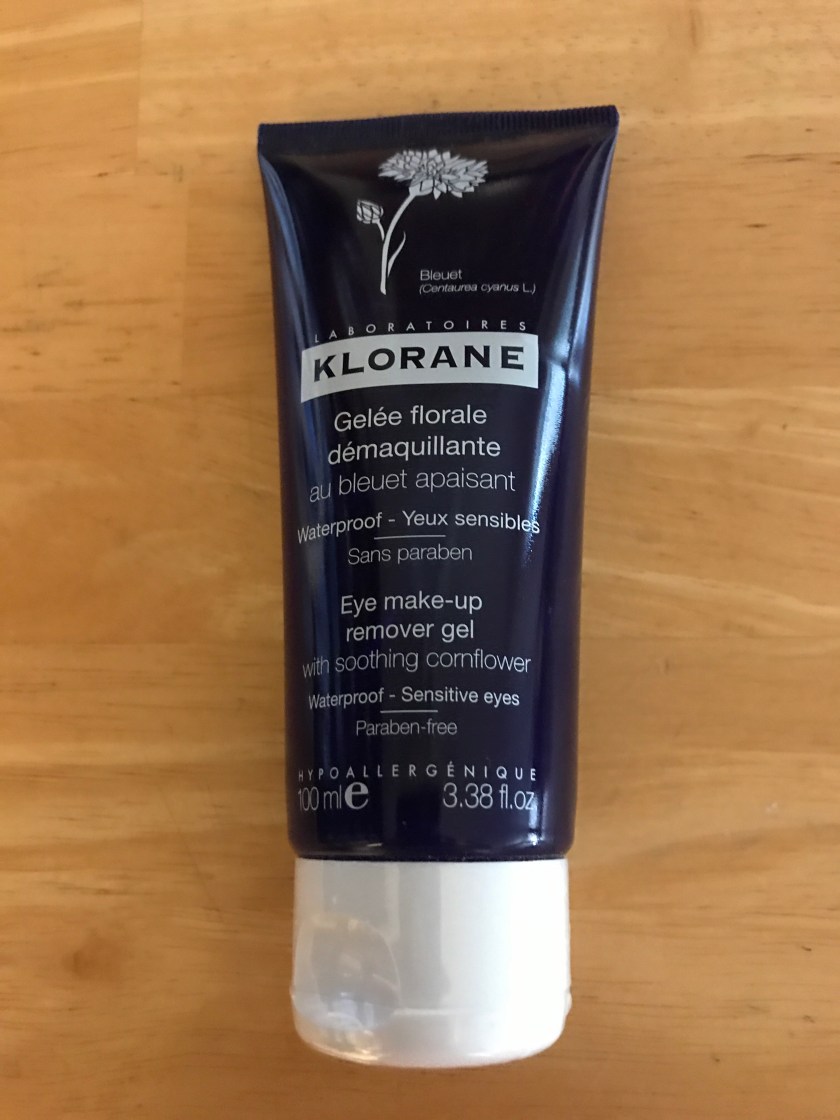 Bleuet
(Centaurea cyanus L.)
LABORATOIRES
KLORANE
Gelée florale
démaquillante
au bleuet apaisant
Waterproof - Yeux sensibles
Sans paraben
Eye make-up
remover gel
with soothing cornflower
Waterproof - Sensitive eyes
Paraben-free
HYPOALLERGÉNIQUE
100 ml e 3.38 fl.oz